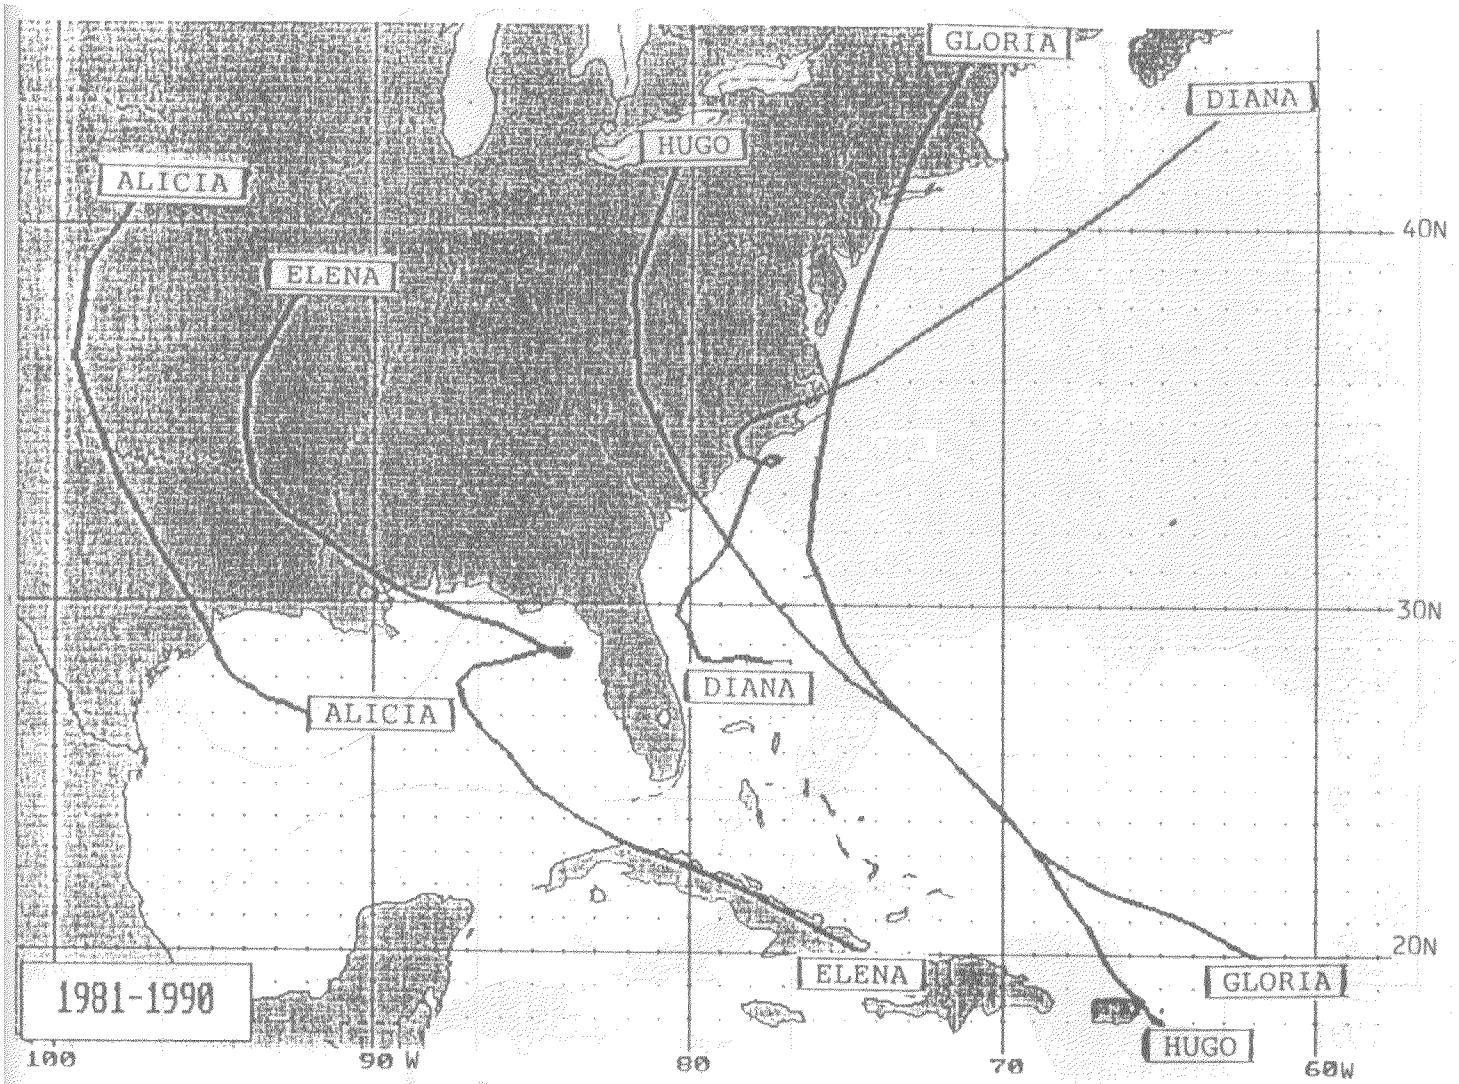 GLORIA
DIANA
HUGO
ALICIA
40N
ELENA
30N
DIANA
ALICIA
20N
ELENA
GLORIA
1981-1990
HUGO
100
90 W
80
70
60W